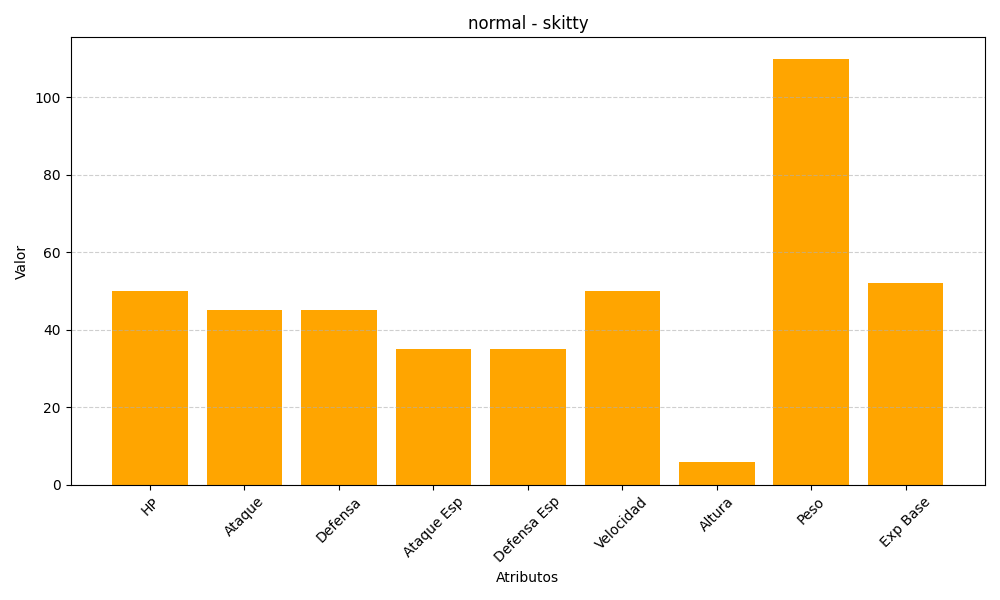 normal - skitty
100
80
60
40
20
0
Valor
HP
Ataque
Defensa
Ataque Esp
Defensa Esp
Velocidad
Altura
Peso
Exp Base
Atributos